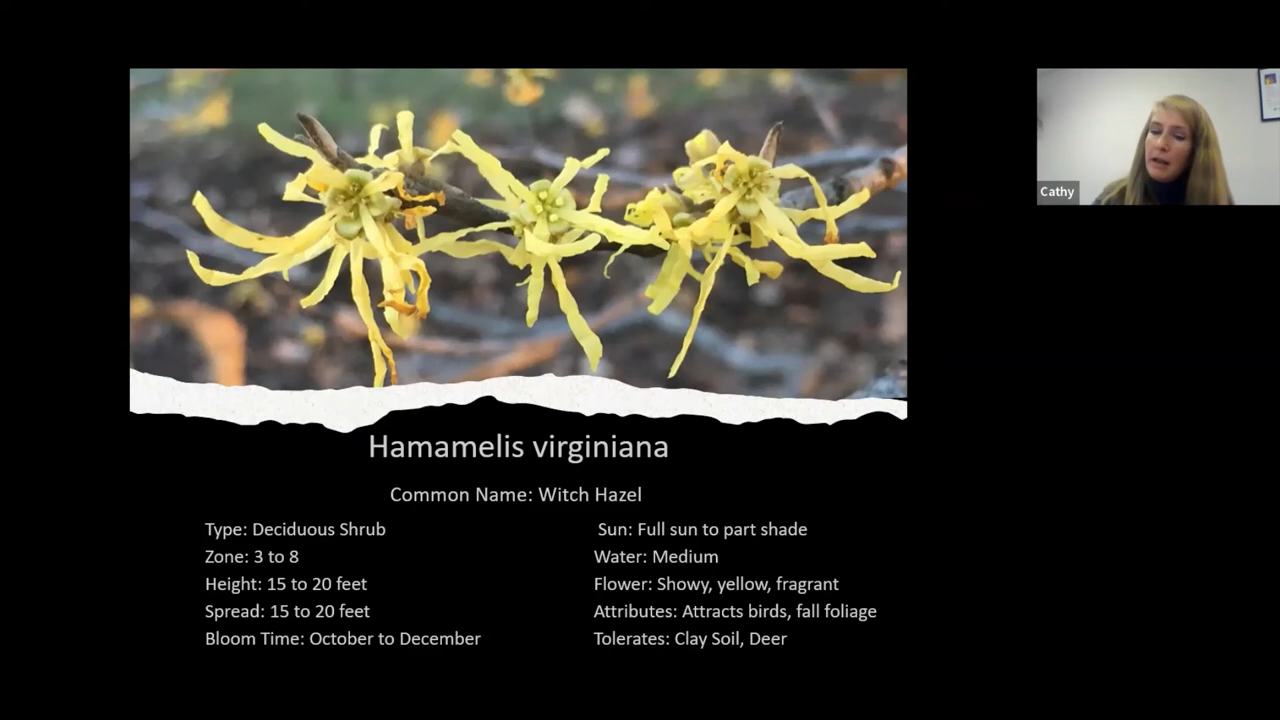 Cathy
Hamamelis virginiana
Common Name: Witch Hazel
Type: Deciduous Shrub
Zone: 3 to 8
Height: 15 to 20 feet
Spread: 15 to 20 feet
Bloom Time: October to December
Sun: Full sun to part shade
Water: Medium
Flower: Showy, yellow, fragrant
Attributes: Attracts birds, fall foliage
Tolerates: Clay Soil, Deer